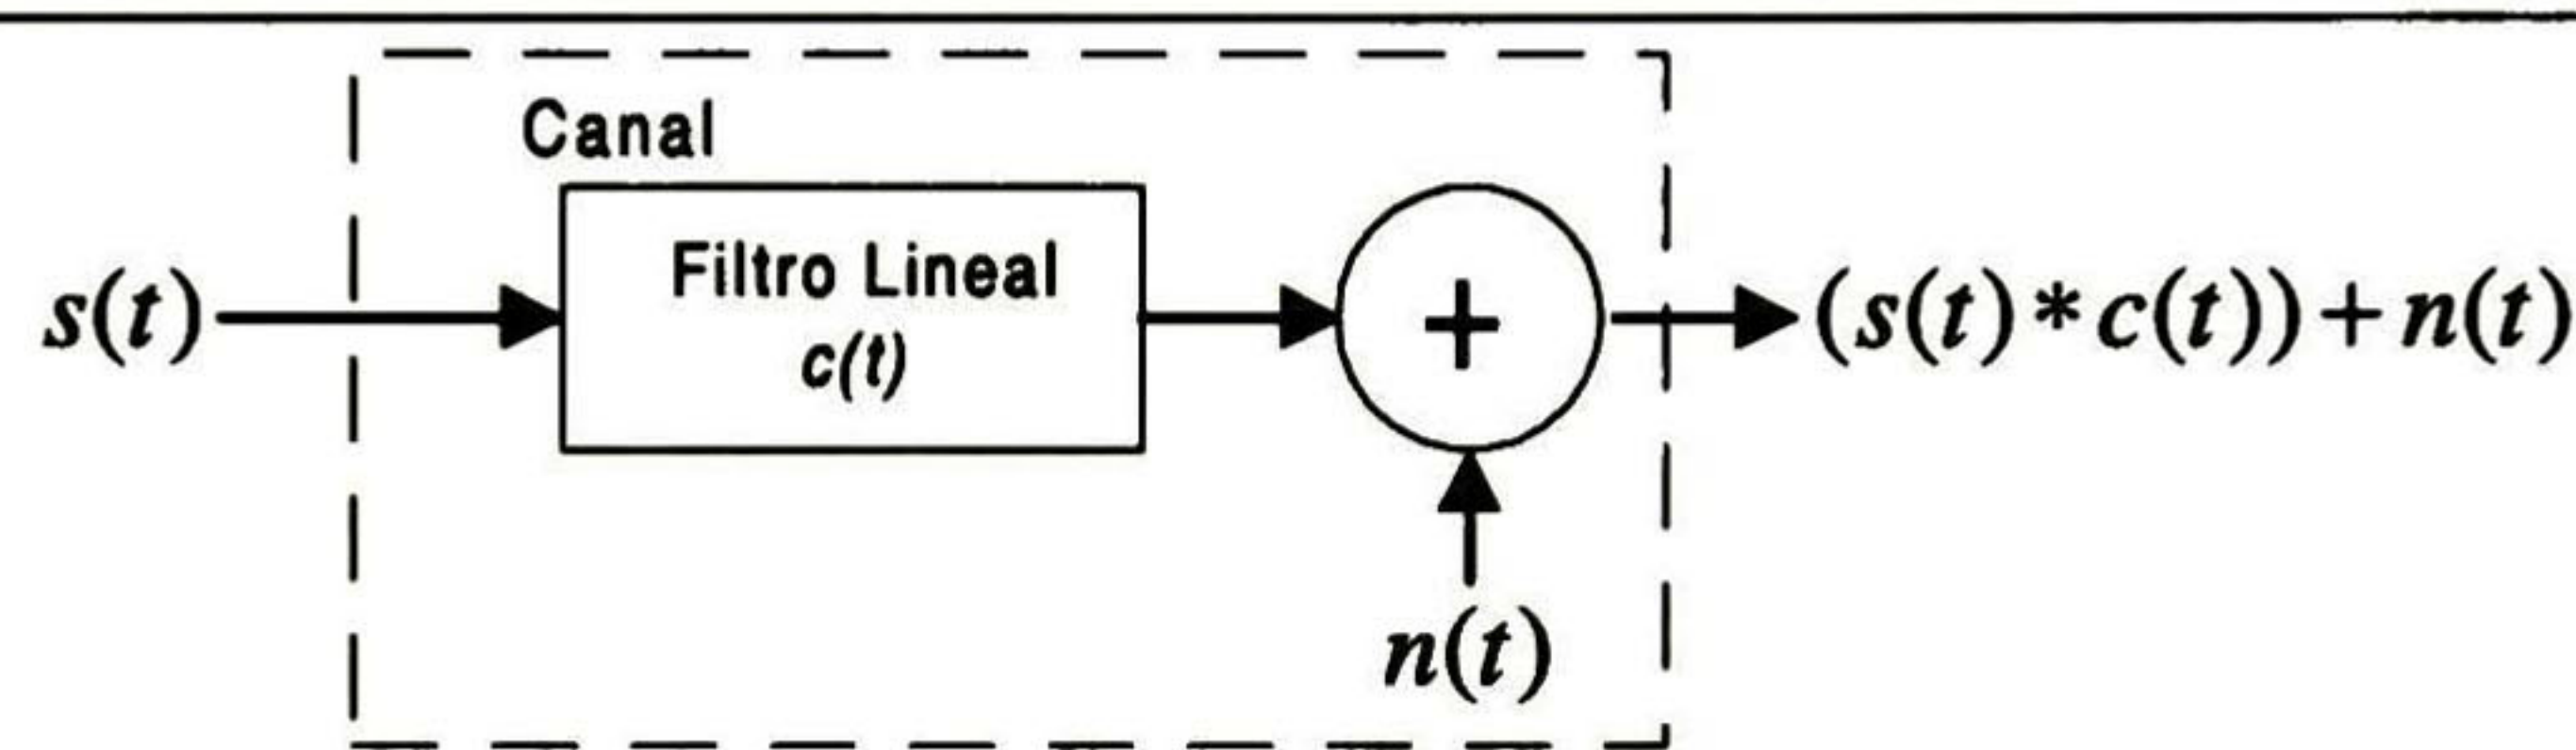 Canal
Filtro Lineal
c(t)
s(t)
+
(s(t)*c(t))+n(t)
n(t)